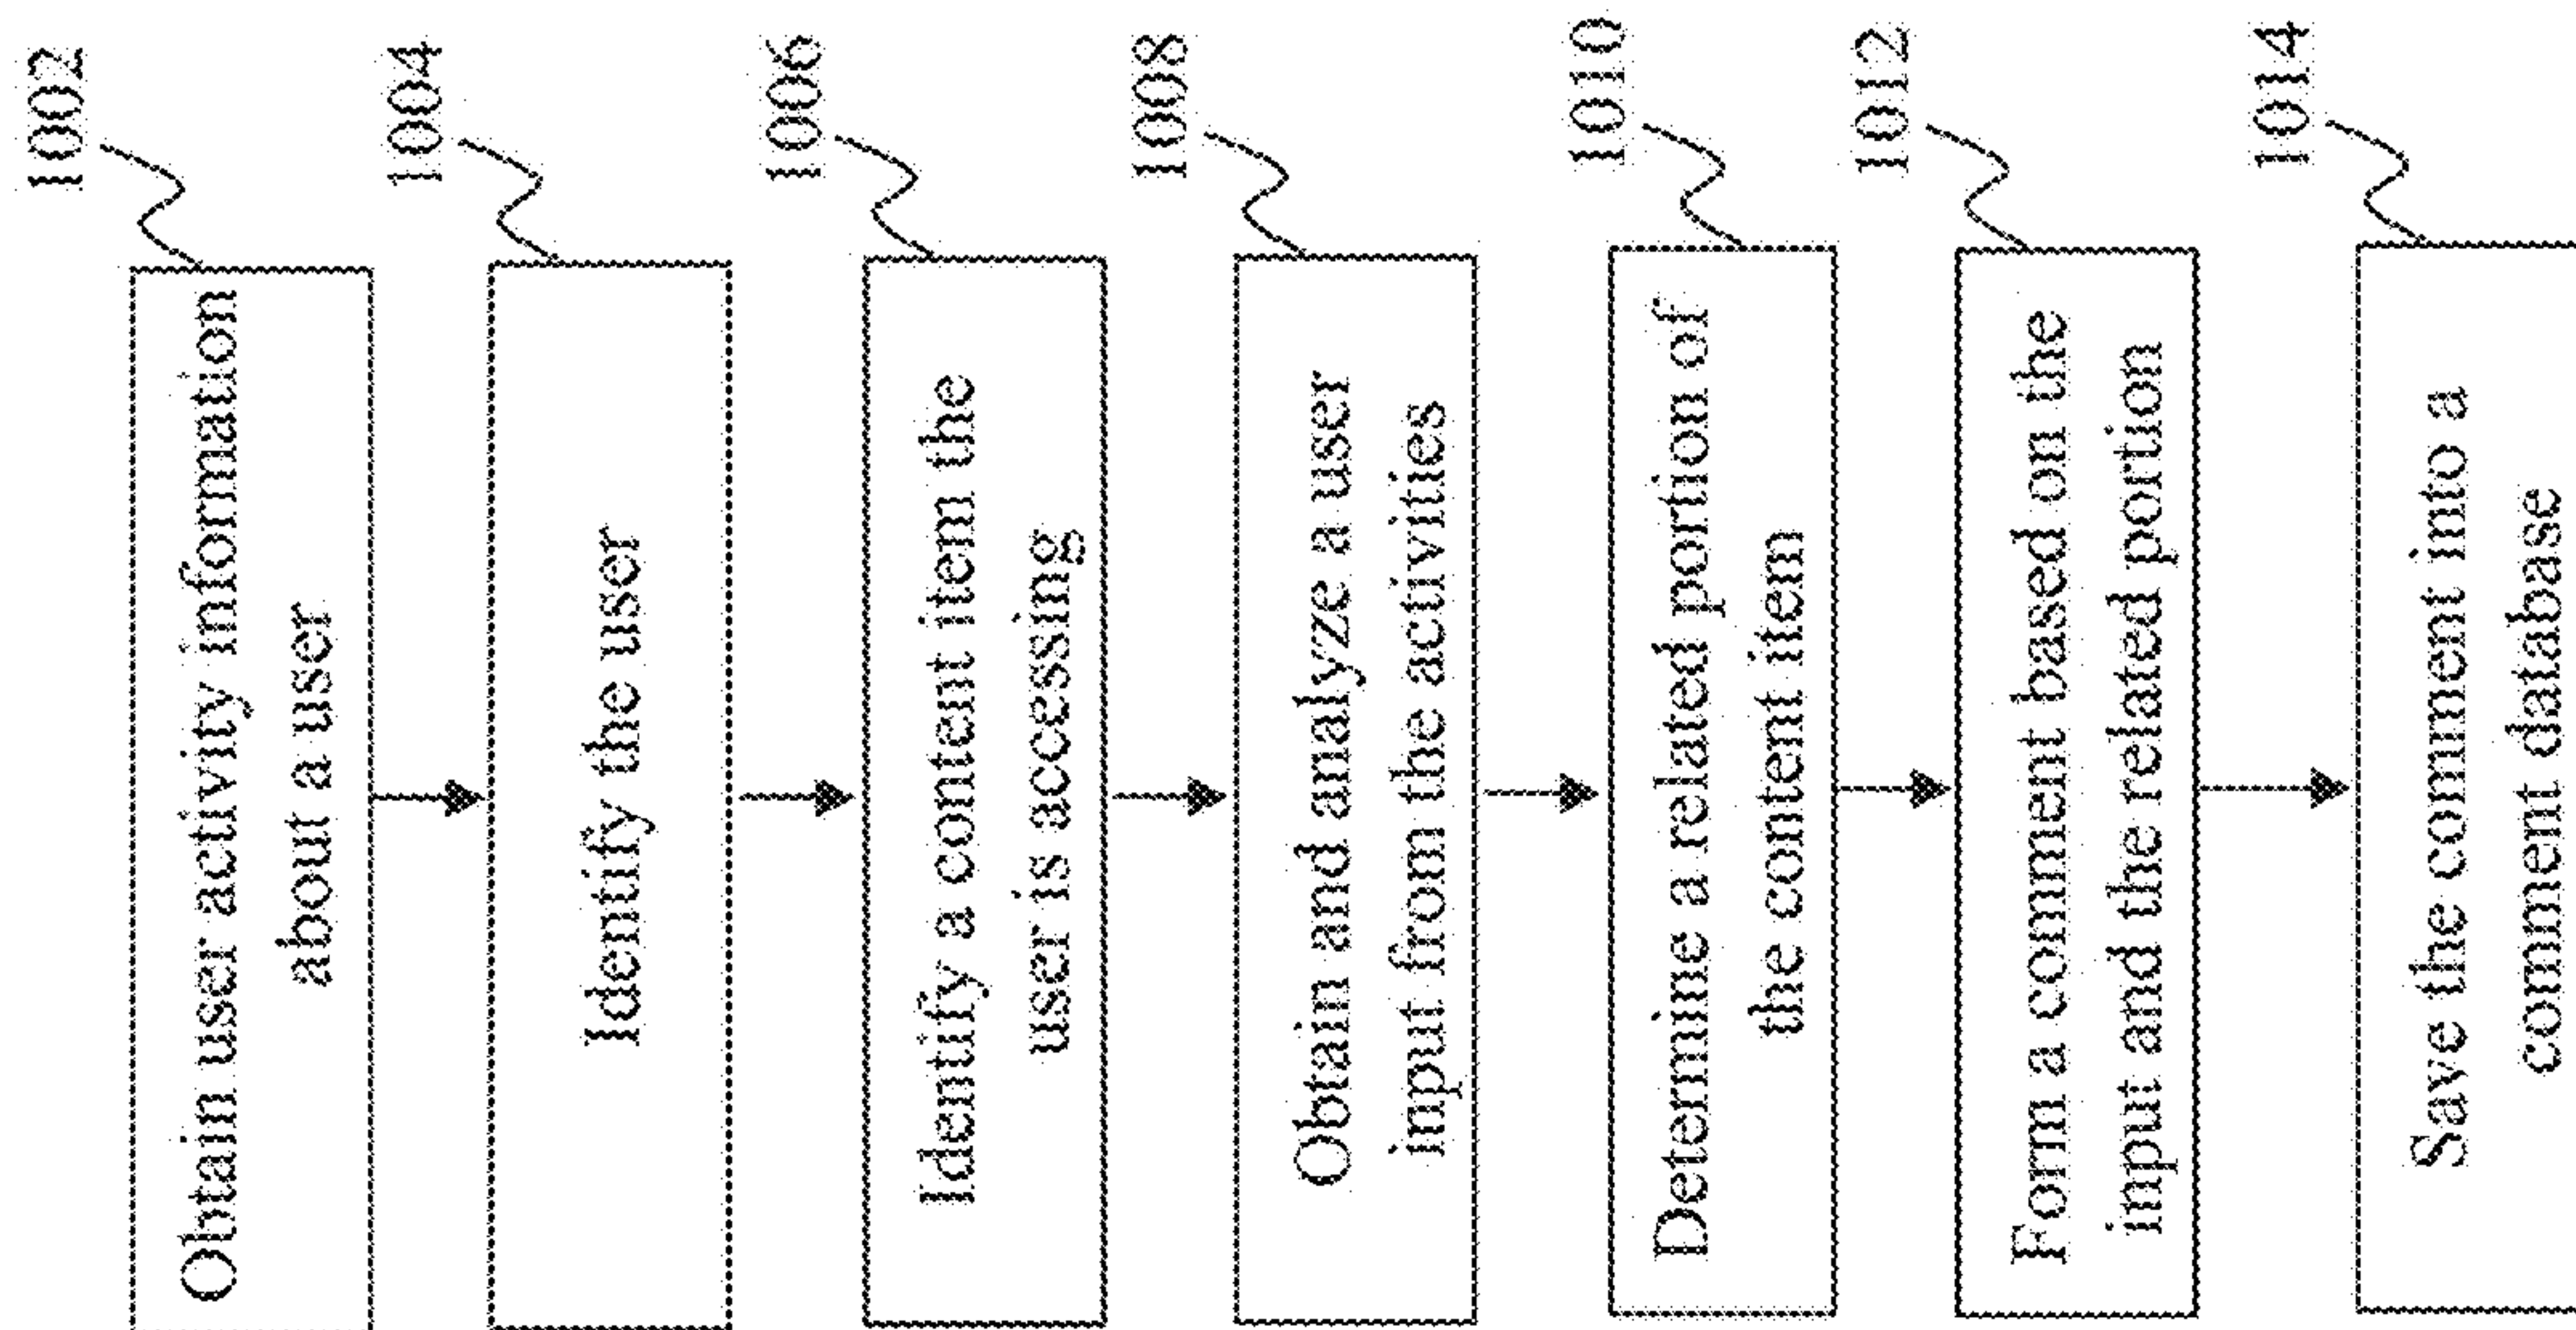 1002
Obtain user activity information
about a user
1004
Identify the user
1006
Identify a content item the
user is accessing
1008
Obtain and analyze a user
input from the activities
1010
Determine a related portion of
the content item
1012
Form a comment based on the
input and the related portion
1014
Save the comment into a
comment database